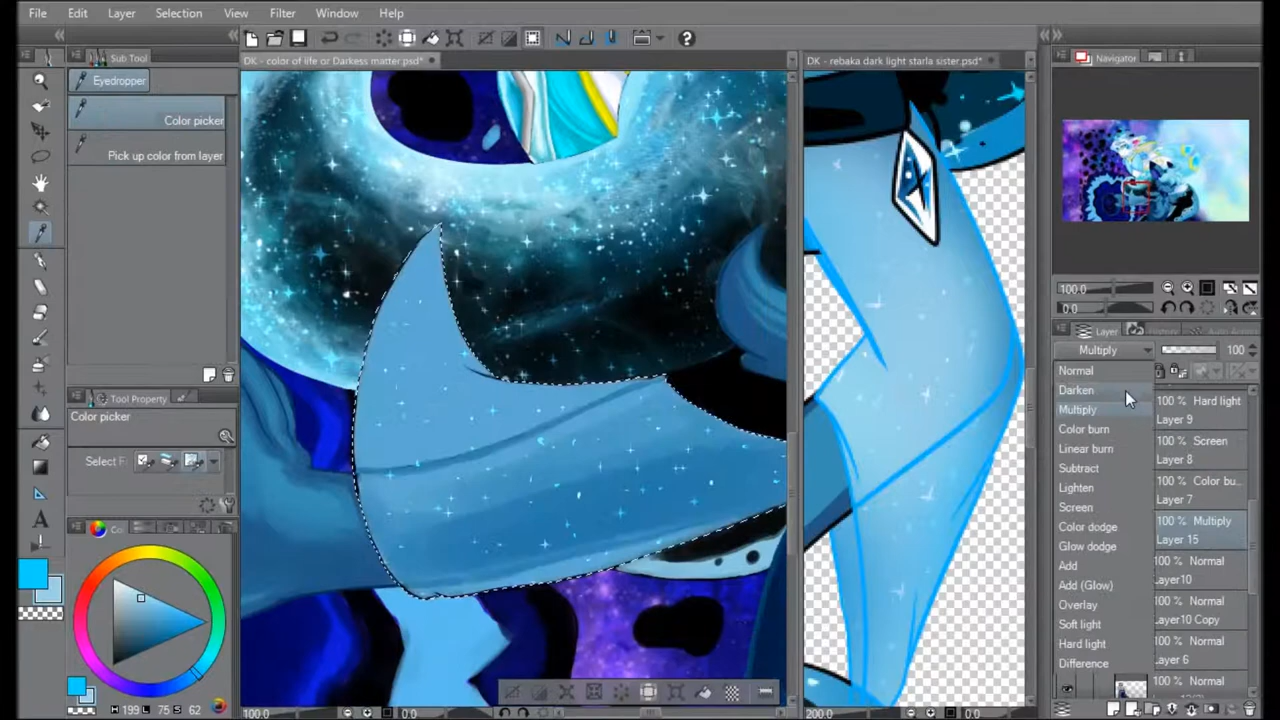 File Edit Layer Selection View Filter Window Help
Sub Tool
Eyedropper
Color picker
Pick up color from layer
Tool Property
Color picker
Select
H 199 L 75 S 62
DK - color of life or Darkess matter.psd*
DK - rebaka dark light starla sister.psd*
100.0 0.0
200.0 0.0
Navigator
100.0
0.0
Layer
Multiply 100
Normal
Darken
Multiply
Color burn
Linear burn
Subtract
Lighten
Screen
Color dodge
Glow dodge
Add
Add (Glow)
Overlay
Soft light
Hard light
Difference
100 % Hard light
Layer 9
100 % Screen
Layer 8
100 % Color bu...
Layer 7
100 % Multiply
Layer 15
100 % Normal
Layer10
100 % Normal
Layer10 Copy
100 % Normal
Layer 6
100 % Normal